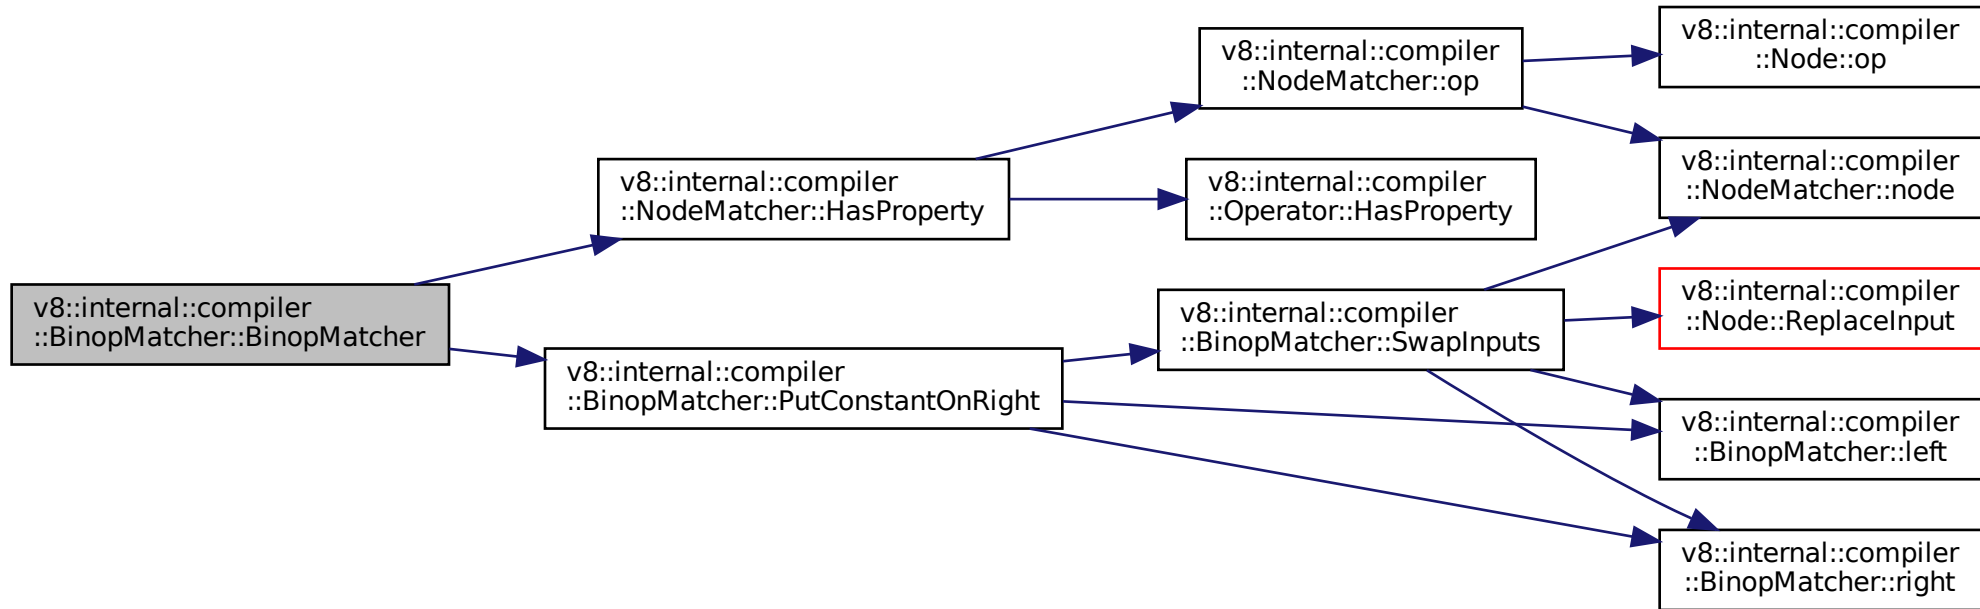 v8::internal::compiler
::BinopMatcher::BinopMatcher
v8::internal::compiler
::NodeMatcher::HasProperty
v8::internal::compiler
::BinopMatcher::PutConstantOnRight
v8::internal::compiler
::NodeMatcher::op
v8::internal::compiler
::Operator::HasProperty
v8::internal::compiler
::BinopMatcher::SwapInputs
v8::internal::compiler
::Node::op
v8::internal::compiler
::NodeMatcher::node
v8::internal::compiler
::Node::ReplaceInput
v8::internal::compiler
::BinopMatcher::left
v8::internal::compiler
::BinopMatcher::right